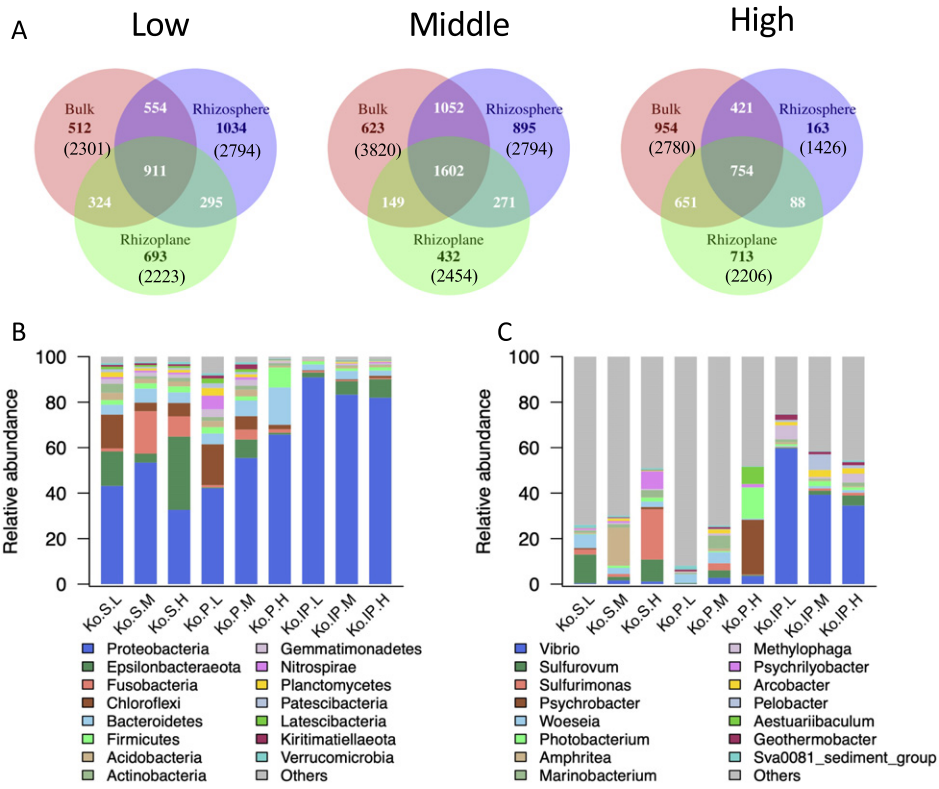 A
Low
Middle
High
Bulk
512
(2301)
554
Rhizosphere
1034
(2794)
911
324
295
Rhizoplane
693
(2223)
Bulk
623
(3820)
1052
Rhizosphere
895
(2794)
1602
149
271
Rhizoplane
432
(2454)
Bulk
954
(2780)
421
Rhizosphere
163
(1426)
754
651
88
Rhizoplane
713
(2206)
B
Relative abundance
100
80
60
40
20
0
Ko.S.L
Ko.S.M
Ko.S.H
Ko.P.L
Ko.P.M
Ko.P.H
Ko.IP.L
Ko.IP.M
Ko.IP.H
Proteobacteria
Epsilonbacteraeota
Fusobacteria
Chloroflexi
Bacteroidetes
Firmicutes
Acidobacteria
Actinobacteria
Gemmatimonadetes
Nitrospirae
Planctomycetes
Patescibacteria
Latescibacteria
Kiritimatiellaeota
Verrucomicrobia
Others
C
Relative abundance
100
80
60
40
20
0
Ko.S.L
Ko.S.M
Ko.S.H
Ko.P.L
Ko.P.M
Ko.P.H
Ko.IP.L
Ko.IP.M
Ko.IP.H
Vibrio
Sulfurovum
Sulfurimonas
Psychrobacter
Woeseia
Photobacterium
Amphritea
Marinobacterium
Methylophaga
Psychrilyobacter
Arcobacter
Pelobacter
Aestuariibaculum
Geothermobacter
Sva0081_sediment_group
Others